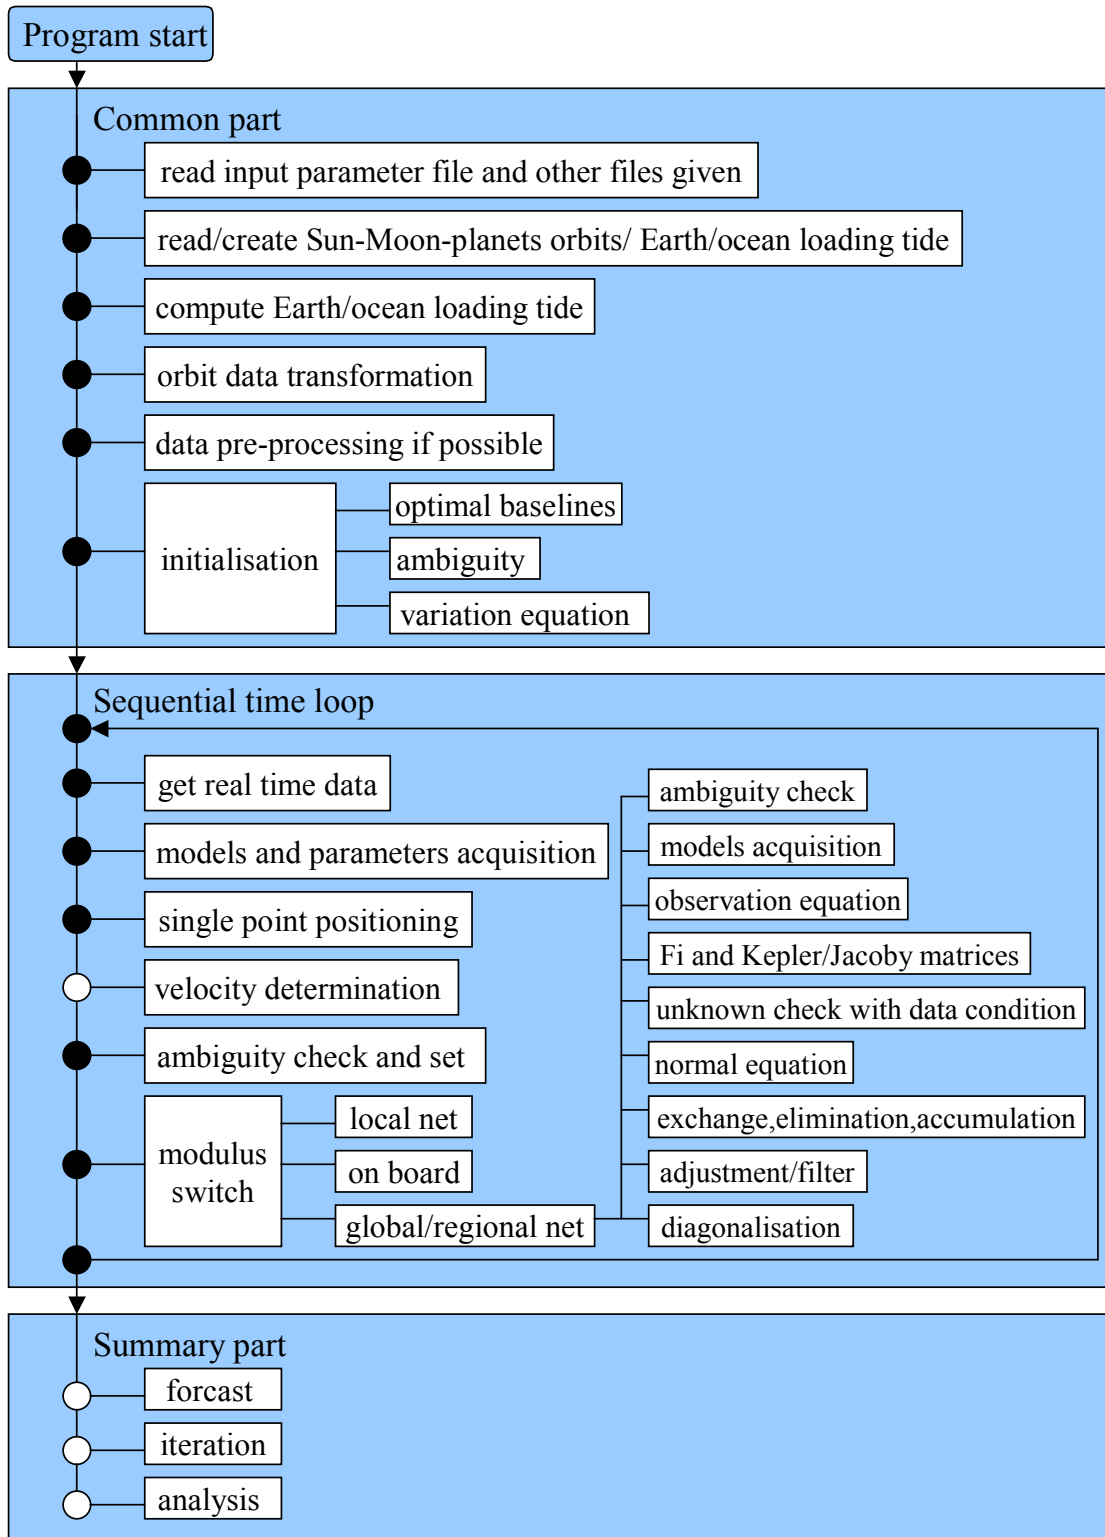 Program start
Common part
read input parameter file and other files given
read/create Sun-Moon-planets orbits/ Earth/ocean loading tide
compute Earth/ocean loading tide
orbit data transformation
data pre-processing if possible
initialisation
optimal baselines
ambiguity
variation equation
Sequential time loop
get real time data
models and parameters acquisition
single point positioning
velocity determination
ambiguity check and set
modulus
switch
local net
on board
global/regional net
ambiguity check
models acquisition
observation equation
Fi and Kepler/Jacoby matrices
unknown check with data condition
normal equation
exchange,elimination,accumulation
adjustment/filter
diagonalisation
Summary part
forcast
iteration
analysis